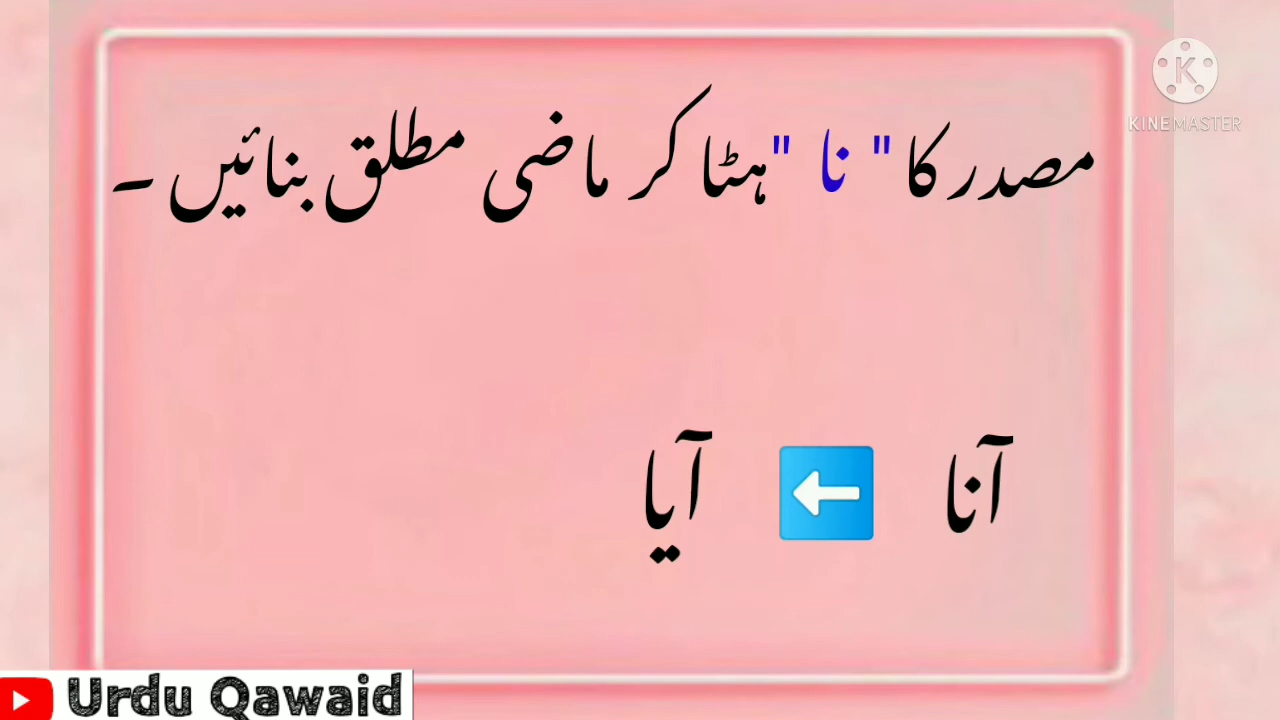 KINEMASTER
مصدر کا " نا " ہٹا کر ماضی مطلق بنائیں ۔
آنا ⬅ آیا
Urdu Qawaid